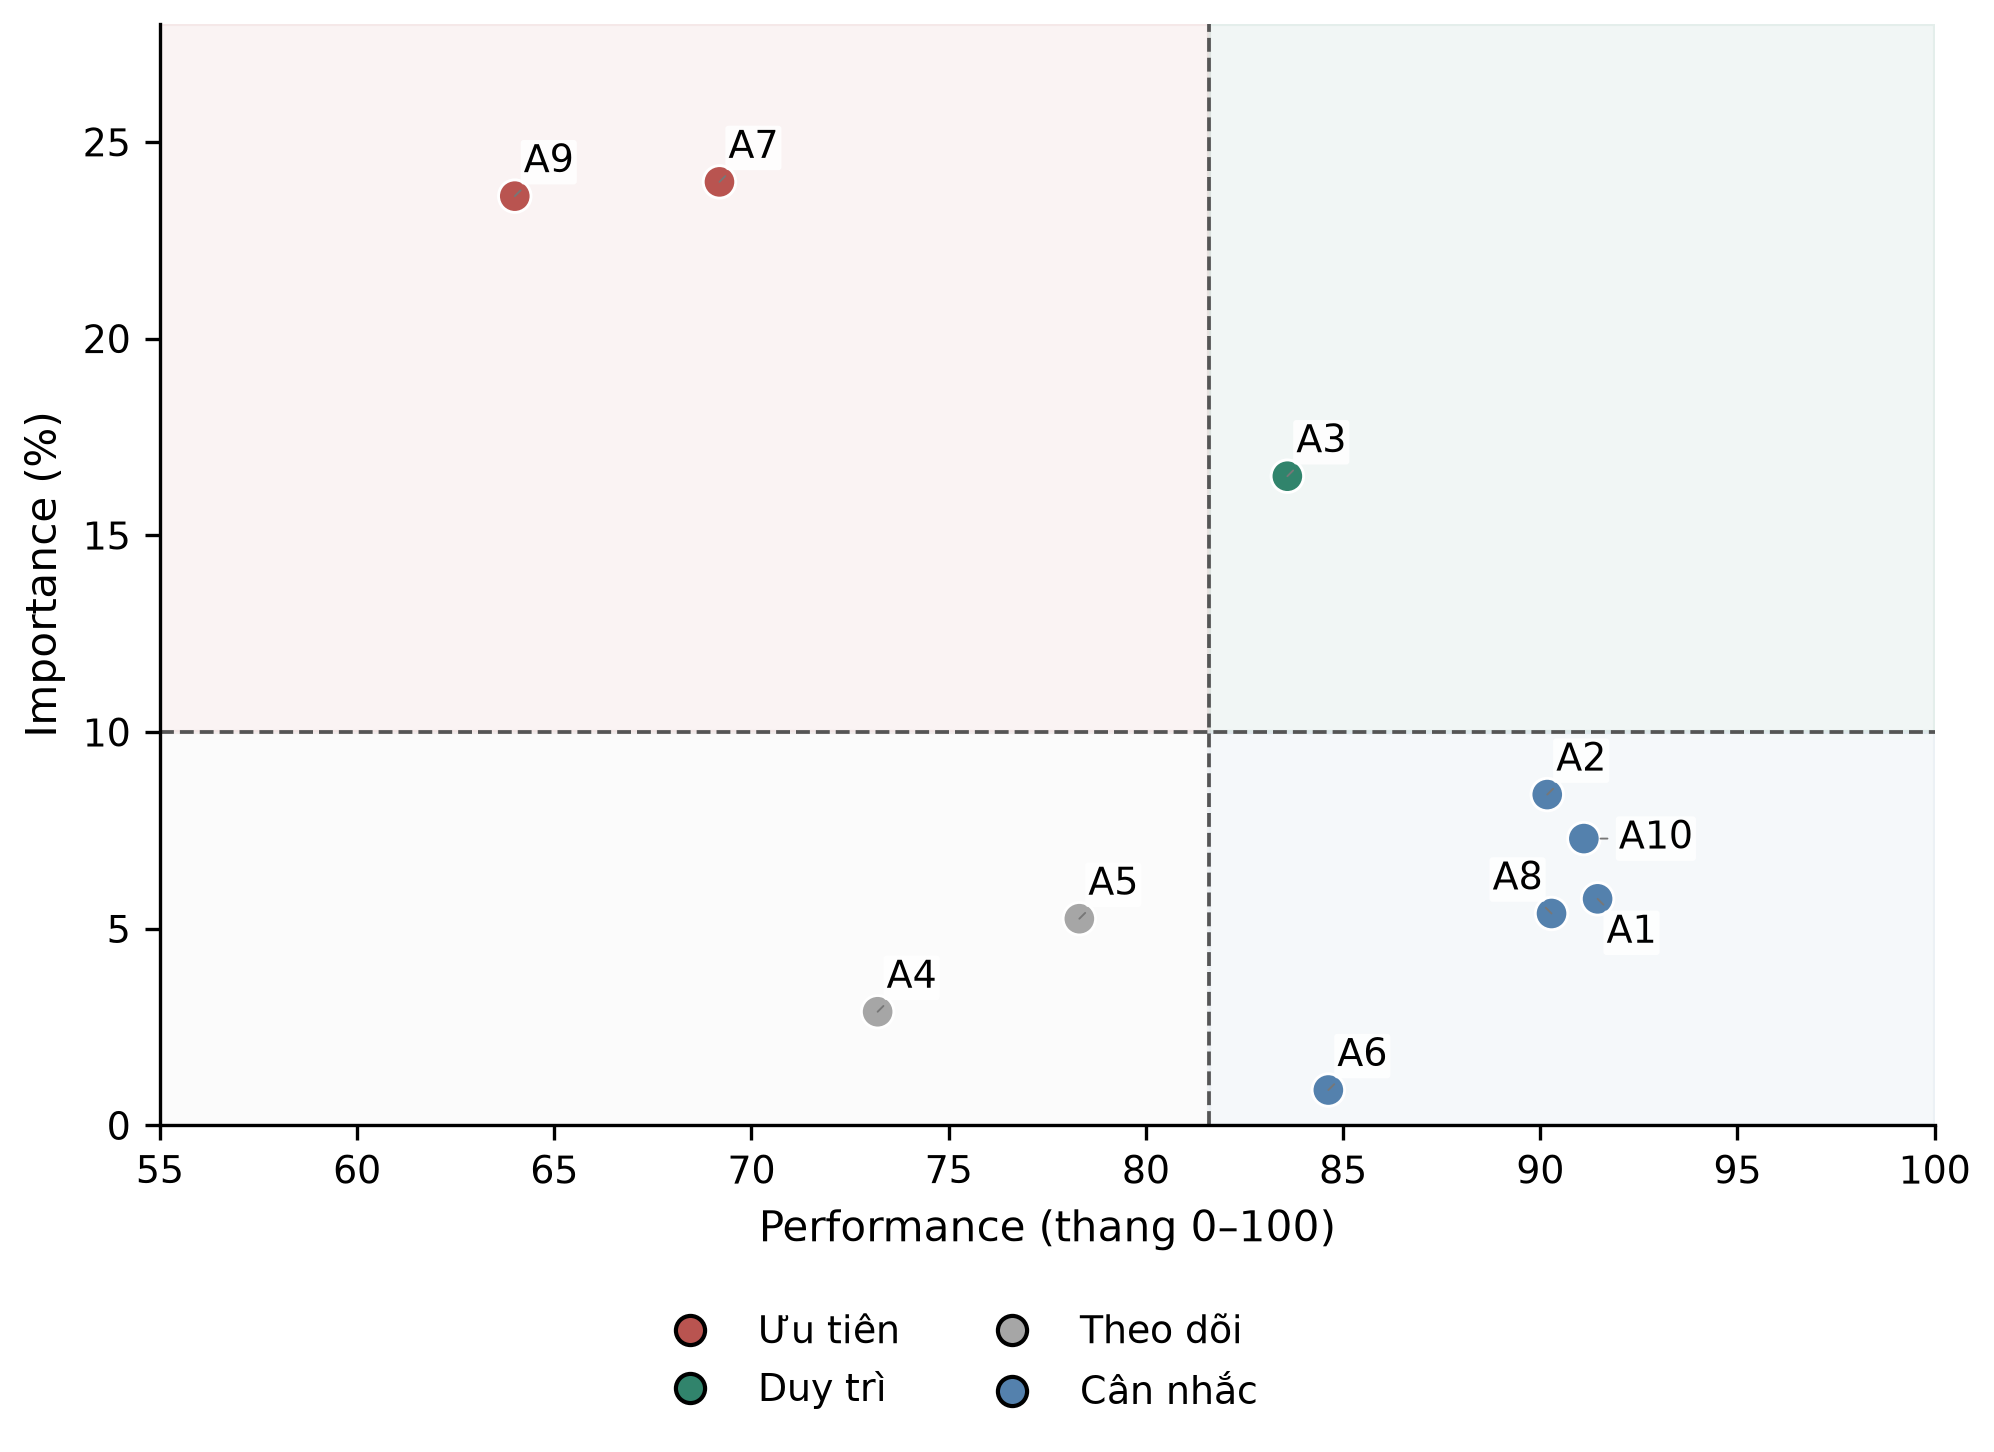 25
20
15
10
5
0
Importance (%)
A9
A7
A3
A2
A10
A8
A1
A5
A4
A6
55 60 65 70 75 80 85 90 95 100
Performance (thang 0–100)
Ưu tiên
Duy trì
Theo dõi
Cân nhắc